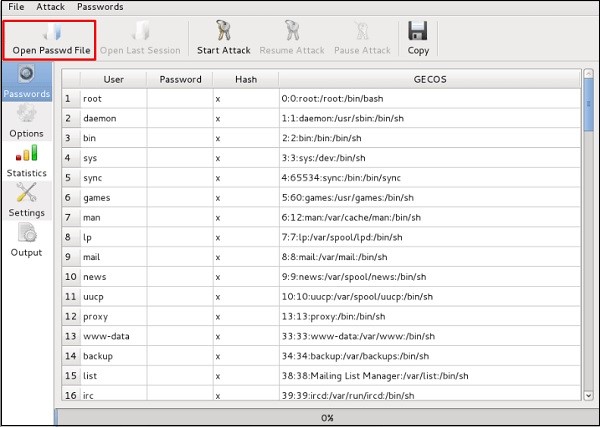 File Attack Passwords
Open Passwd File Open Last Session Start Attack Resume Attack Pause Attack Copy
Passwords
Options
Statistics
Settings
Output
User Password Hash GECOS
1 root x 0:0:root:/root:/bin/bash
2 daemon x 1:1:daemon:/usr/sbin:/bin/sh
3 bin x 2:2:bin:/bin:/bin/sh
4 sys x 3:3:sys:/dev:/bin/sh
5 sync x 4:65534:sync:/bin:/bin/sync
6 games x 5:60:games:/usr/games:/bin/sh
7 man x 6:12:man:/var/cache/man:/bin/sh
8 lp x 7:7:lp:/var/spool/lpd:/bin/sh
9 mail x 8:8:mail:/var/mail:/bin/sh
10 news x 9:9:news:/var/spool/news:/bin/sh
11 uucp x 10:10:uucp:/var/spool/uucp:/bin/sh
12 proxy x 13:13:proxy:/bin:/bin/sh
13 www-data x 33:33:www-data:/var/www:/bin/sh
14 backup x 34:34:backup:/var/backups:/bin/sh
15 list x 38:38:Mailing List Manager:/var/list:/bin/sh
16 irc x 39:39:ircd:/var/run/ircd:/bin/sh
0%